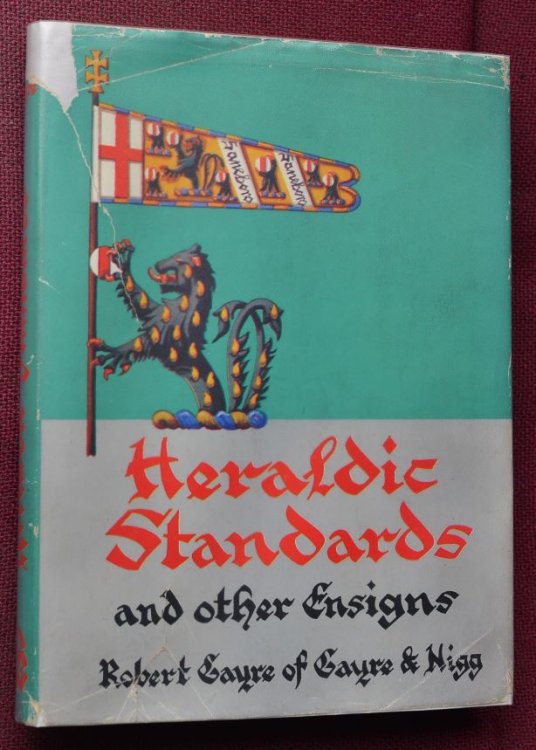 Heraldic
Standards
and other Ensigns
Robert Gayre of Gayre & Nigg